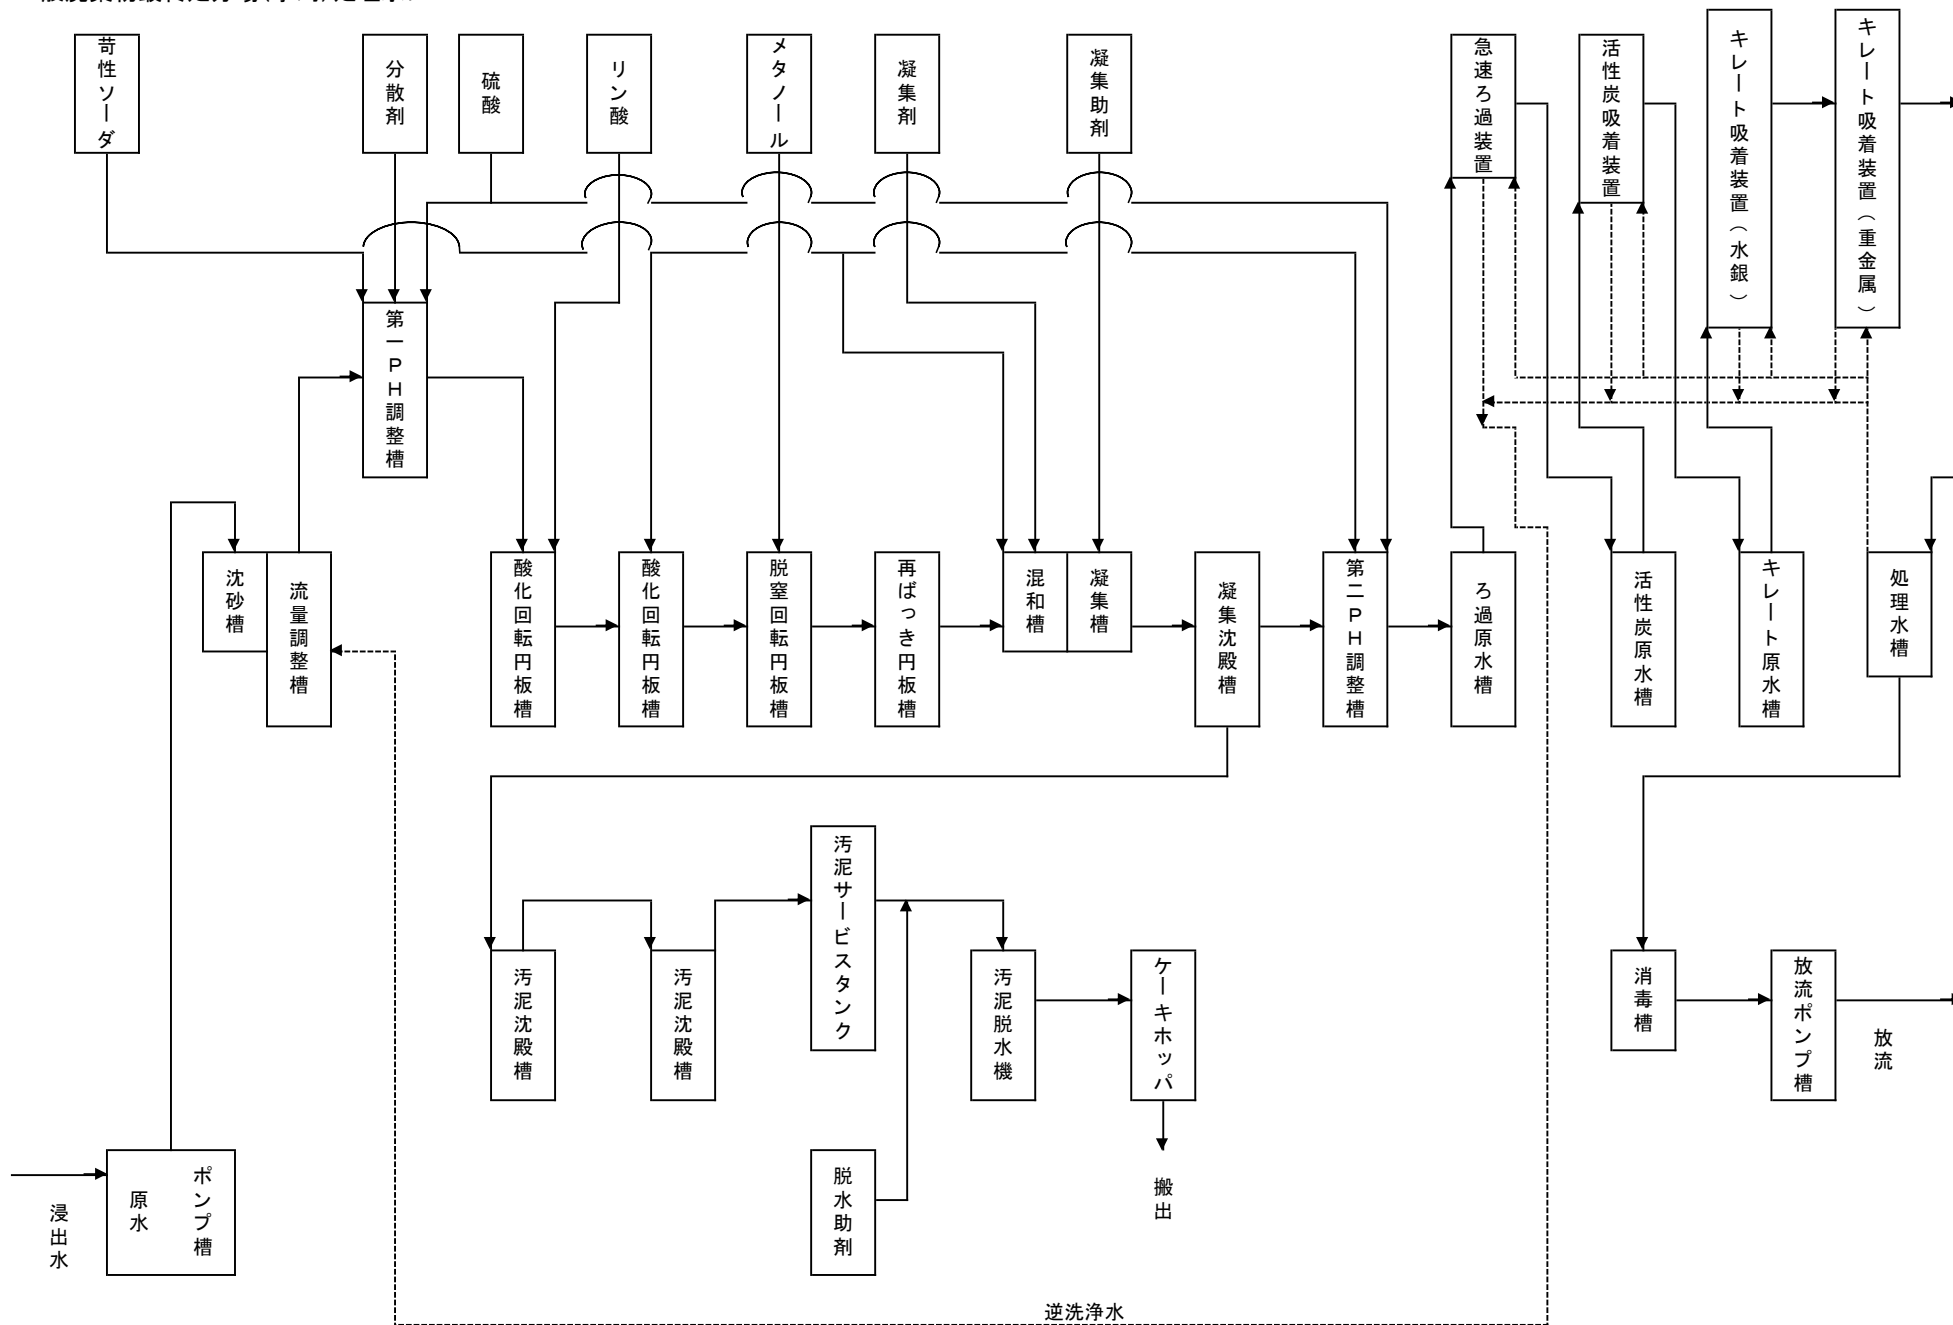 苛性ソーダ
分散剤
硫酸
リン酸
メタノール
凝集剤
凝集助剤
急速ろ過装置
活性炭吸着装置
キレート吸着装置（水銀）
キレート吸着装置（重金属）
第一ＰＨ調整槽
沈砂槽
流量調整槽
酸化回転円板槽
酸化回転円板槽
脱窒回転円板槽
再ばっき円板槽
混和槽
凝集槽
凝集沈殿槽
第二ＰＨ調整槽
ろ過原水槽
活性炭原水槽
キレート原水槽
処理水槽
汚泥沈殿槽
汚泥沈殿槽
汚泥サービスタンク
汚泥脱水機
ケーキホッパ
消毒槽
放流ポンプ槽
放流
浸出水
原水
ポンプ槽
脱水助剤
搬出
逆洗浄水